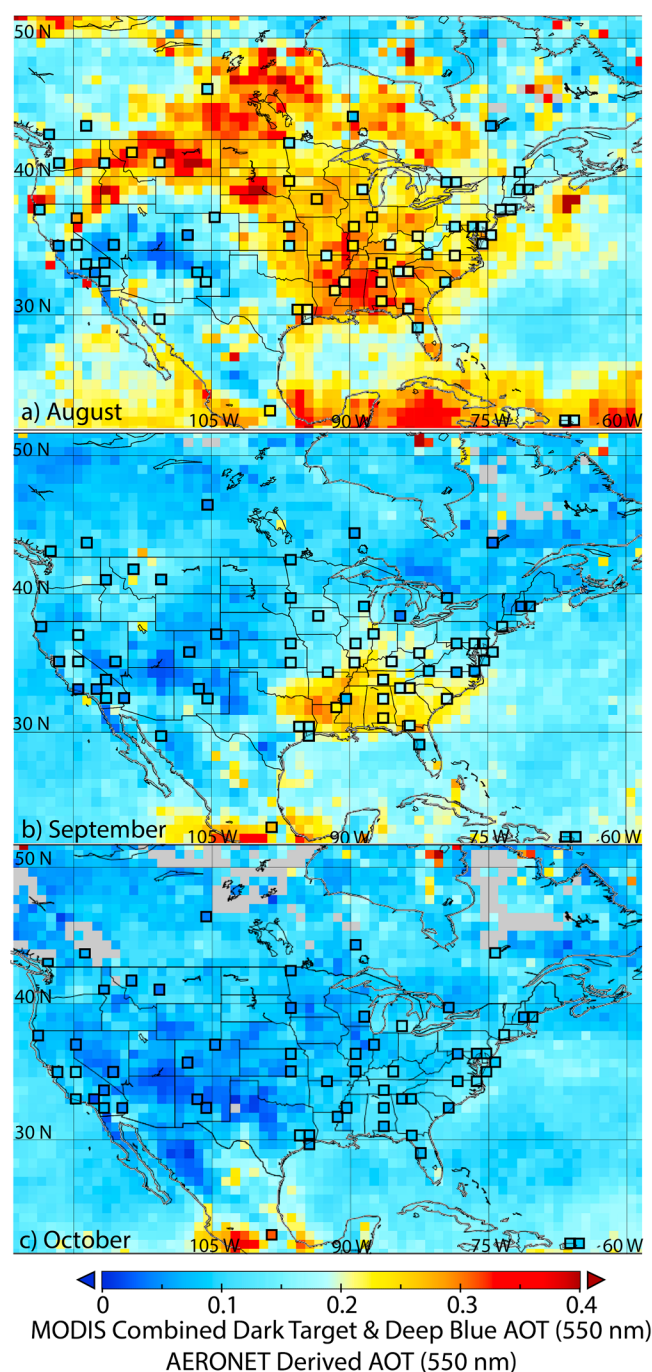 50 N
40 N
30 N
a) August
105 W 90 W 75 W 60 W
50 N
40 N
30 N
b) September
105 W 90 W 75 W 60 W
50 N
40 N
30 N
c) October
105 W 90 W 75 W 60 W
0 0.1 0.2 0.3 0.4
MODIS Combined Dark Target & Deep Blue AOT (550 nm)
AERONET Derived AOT (550 nm)